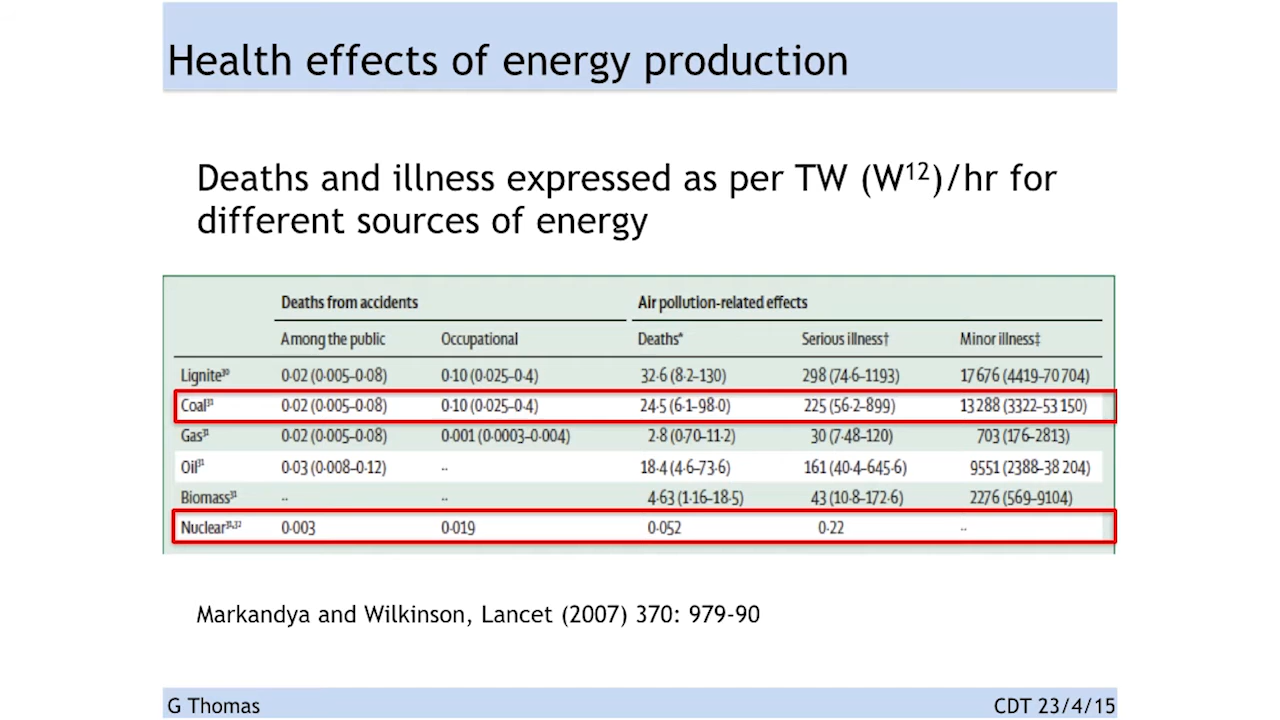 Health effects of energy production
Deaths and illness expressed as per TW (W¹²)/hr for
different sources of energy
Deaths from accidents Air pollution-related effects
Among the public Occupational Deaths* Serious illness† Minor illness‡
Lignite³⁰ 0·02 (0·005–0·08) 0·10 (0·025–0·4) 32·6 (8·2–130) 298 (74·6–1193) 17 676 (4419–70 704)
Coal³¹ 0·02 (0·005–0·08) 0·10 (0·025–0·4) 24·5 (6·1–98·0) 225 (56·2–899) 13 288 (3322–53 150)
Gas³¹ 0·02 (0·005–0·08) 0·001 (0·0003–0·004) 2·8 (0·70–11·2) 30 (7·48–120) 703 (176–2813)
Oil³¹ 0·03 (0·008–0·12) ·· 18·4 (4·6–73·6) 161 (40·4–645·6) 9551 (2388–38 204)
Biomass³¹ ·· ·· 4·63 (1·16–18·5) 43 (10·8–172·6) 2276 (569–9104)
Nuclear³¹,³² 0·003 0·019 0·052 0·22 ··
Markandya and Wilkinson, Lancet (2007) 370: 979-90
G Thomas CDT 23/4/15